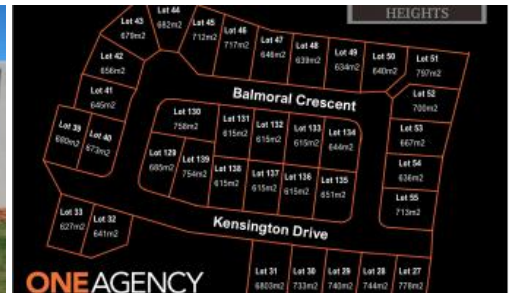 HEIGHTS
Lot 44
682m2
Lot 43
679m2
Lot 45
712m2
Lot 46
717m2
Lot 47
646m2
Lot 48
639m2
Lot 49
634m2
Lot 50
640m2
Lot 51
797m2
Lot 42
656m2
Lot 41
645m2
Balmoral Crescent
Lot 52
700m2
Lot 39
680m2
Lot 40
673m2
Lot 130
758m2
Lot 131
615m2
Lot 132
615m2
Lot 133
615m2
Lot 134
644m2
Lot 53
667m2
Lot 129
685m2
Lot 139
754m2
Lot 138
615m2
Lot 137
615m2
Lot 136
615m2
Lot 135
651m2
Lot 54
636m2
Lot 55
713m2
Lot 33
627m2
Lot 32
641m2
Kensington Drive
ONEAGENCY
Lot 31
6803m2
Lot 30
733m2
Lot 29
740m2
Lot 28
744m2
Lot 27
778m2